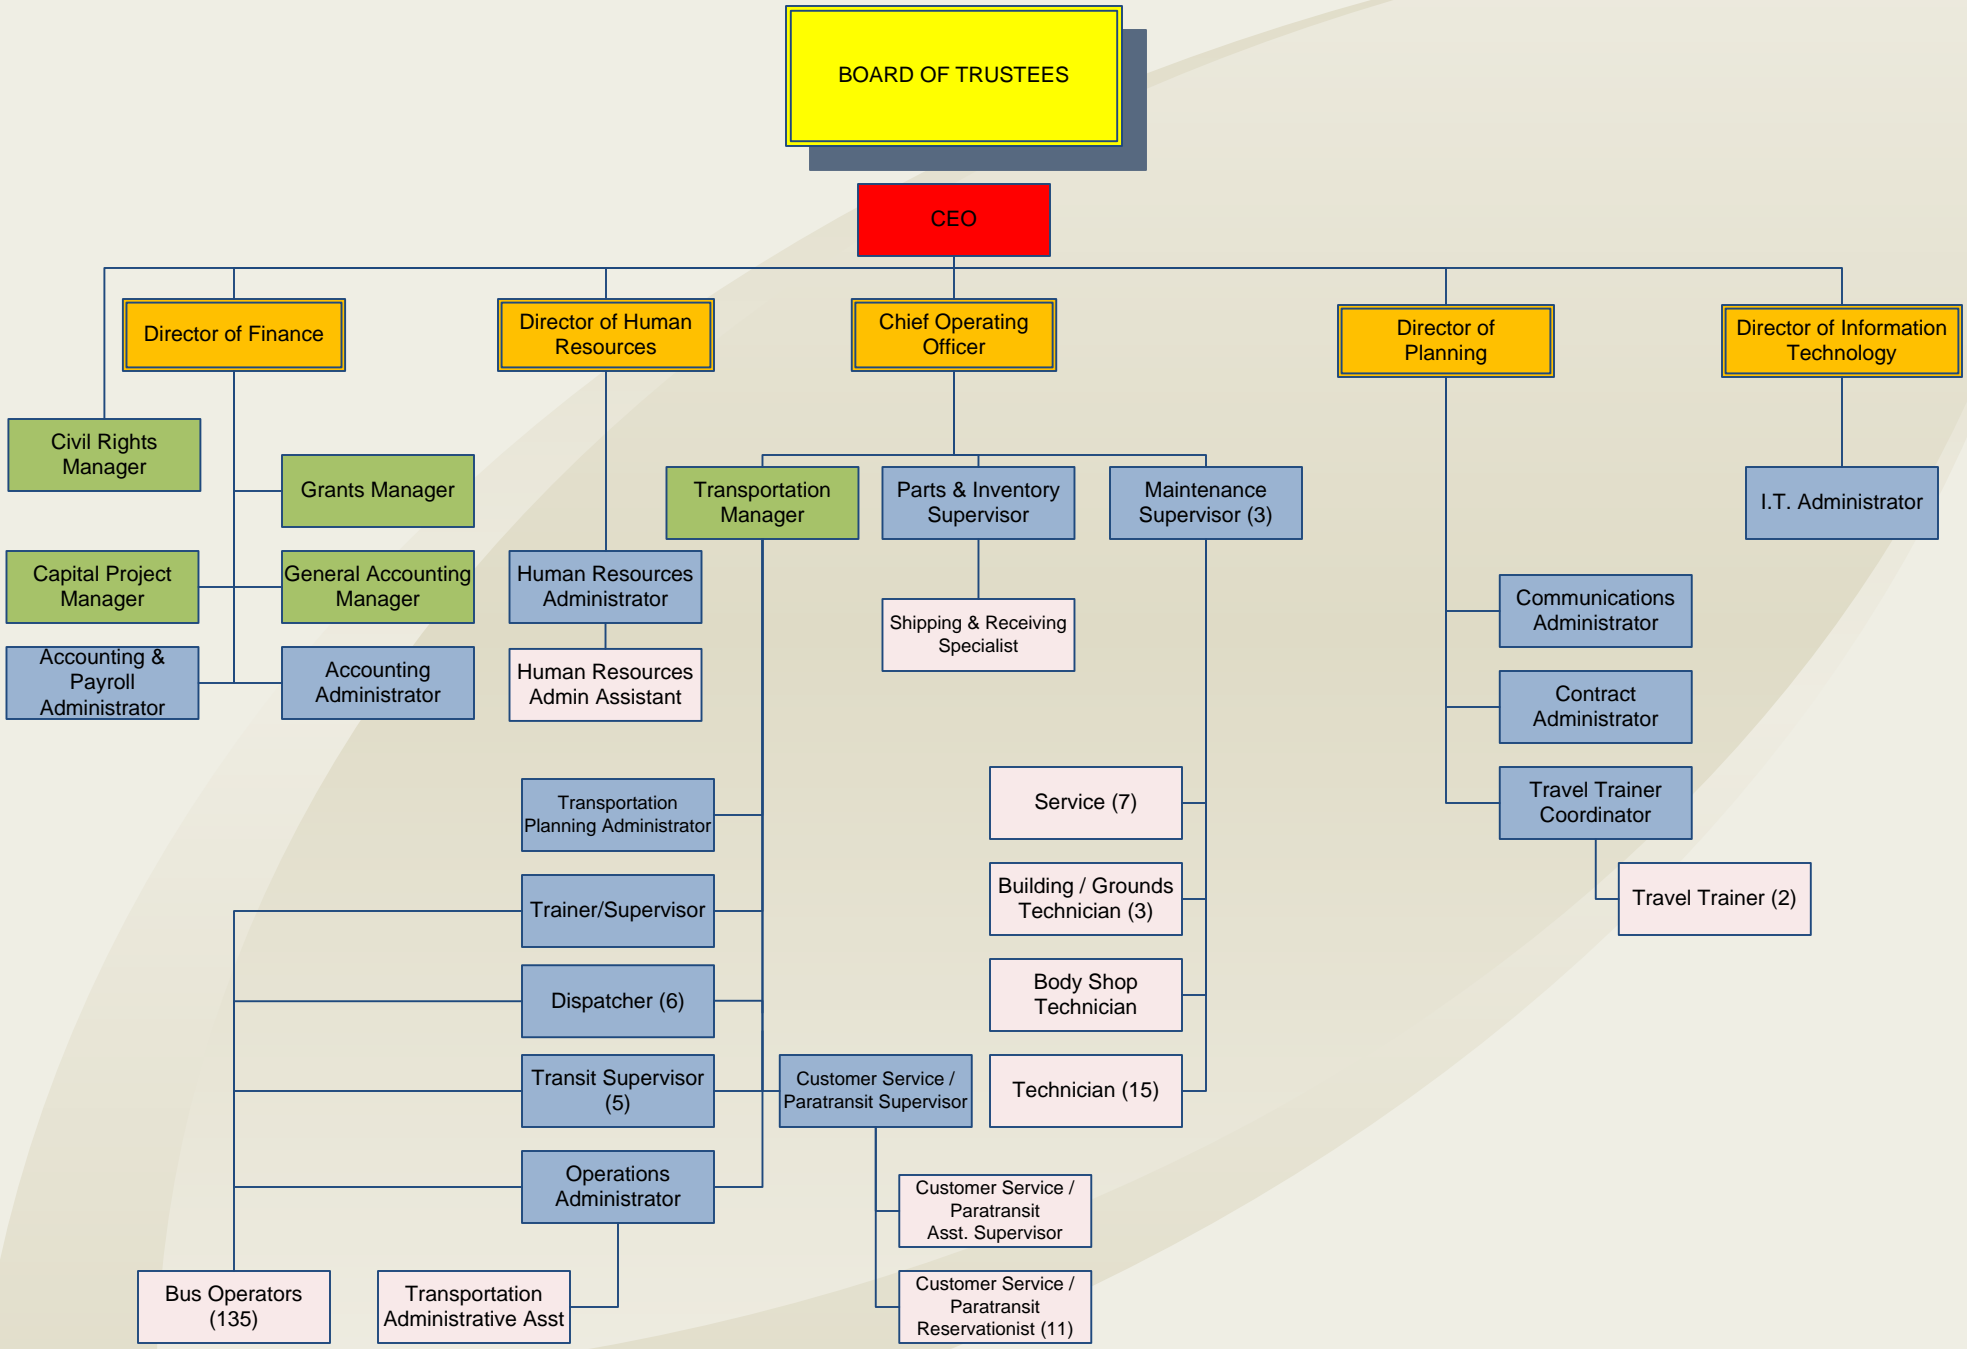 BOARD OF TRUSTEES
CEO
Director of Finance
Director of Human
Resources
Chief Operating
Officer
Director of
Planning
Director of Information
Technology
Civil Rights
Manager
Grants Manager
Transportation
Manager
Parts & Inventory
Supervisor
Maintenance
Supervisor (3)
I.T. Administrator
Capital Project
Manager
General Accounting
Manager
Human Resources
Administrator
Shipping & Receiving
Specialist
Communications
Administrator
Accounting &
Payroll
Administrator
Accounting
Administrator
Human Resources
Admin Assistant
Contract
Administrator
Transportation
Planning Administrator
Service (7)
Travel Trainer
Coordinator
Trainer/Supervisor
Building / Grounds
Technician (3)
Travel Trainer (2)
Dispatcher (6)
Body Shop
Technician
Transit Supervisor
(5)
Customer Service /
Paratransit Supervisor
Technician (15)
Operations
Administrator
Customer Service /
Paratransit
Asst. Supervisor
Bus Operators
(135)
Transportation
Administrative Asst
Customer Service /
Paratransit
Reservationist (11)